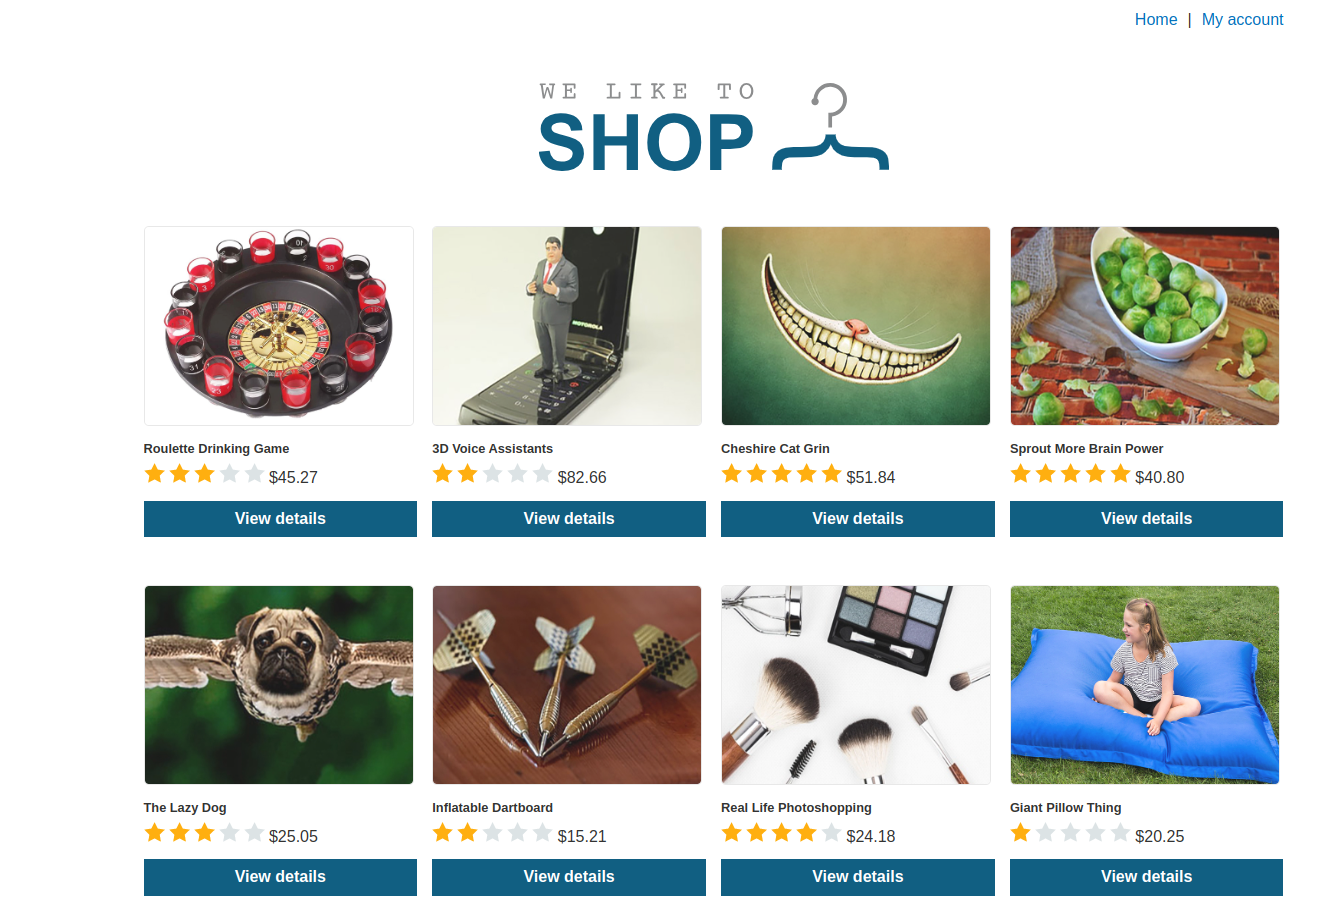 Home | My account
WE LIKE TO
SHOP
MOTOROLA
Roulette Drinking Game
3D Voice Assistants
Cheshire Cat Grin
Sprout More Brain Power
$45.27
$82.66
$51.84
$40.80
View details
View details
View details
View details
The Lazy Dog
Inflatable Dartboard
Real Life Photoshopping
Giant Pillow Thing
$25.05
$15.21
$24.18
$20.25
View details
View details
View details
View details